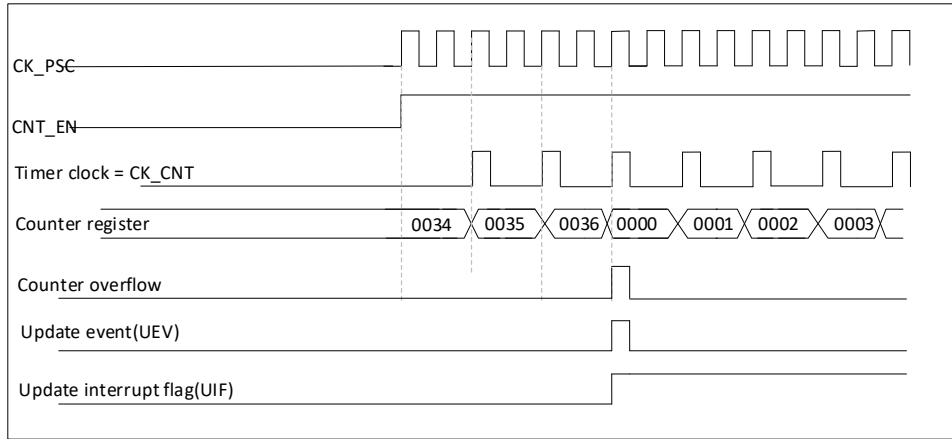 CK_PSC
CNT_EN
Timer clock = CK_CNT
Counter register 0034 0035 0036 0000 0001 0002 0003
Counter overflow
Update event(UEV)
Update interrupt flag(UIF)